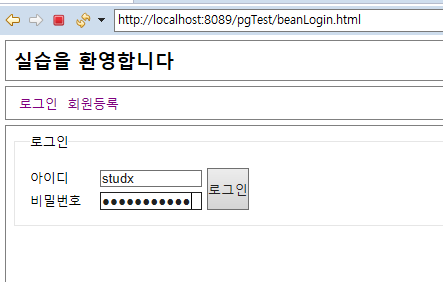 http://localhost:8089/pgTest/beanLogin.html
실습을 환영합니다
로그인 회원등록
로그인
아이디 studx
비밀번호 ●●●●●●●●●●●
로그인